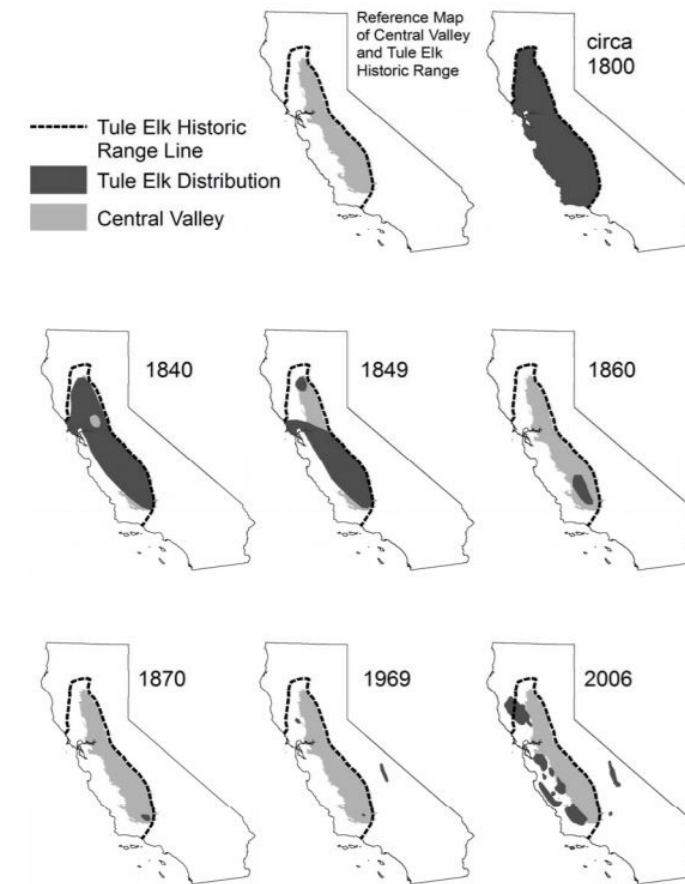 Reference Map
of Central Valley
and Tule Elk
Historic Range
circa
1800
Tule Elk Historic
Range Line
Tule Elk Distribution
Central Valley
1840
1849
1860
1870
1969
2006